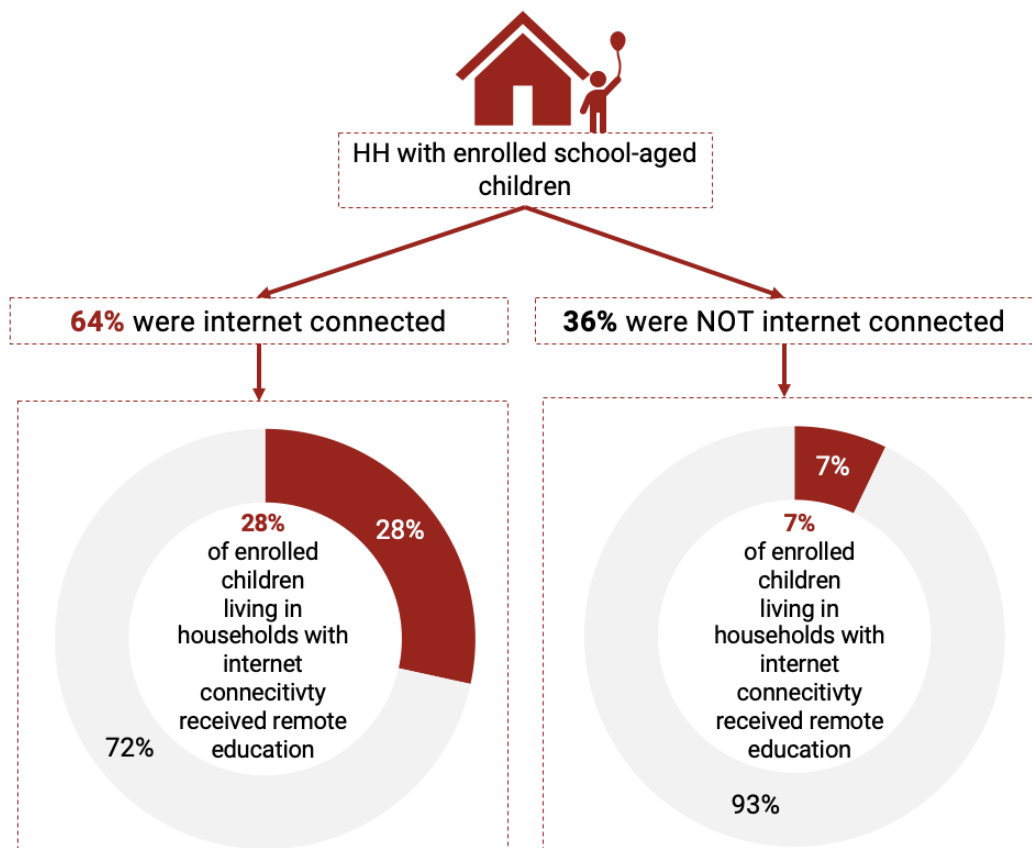 HH with enrolled school-aged
children
64% were internet connected
36% were NOT internet connected
28%
28%
of enrolled
children
living in
households with
internet
connecitivty
received remote
education
72%
7%
7%
of enrolled
children
living in
households with
internet
connecitivty
received remote
education
93%